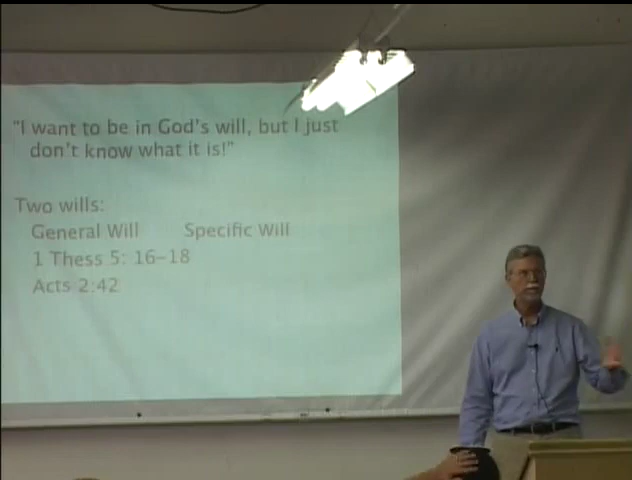 "I want to be in God's will, but I just
don't know what it is!"
Two wills:
General Will Specific Will
1 Thess 5: 16-18
Acts 2:42